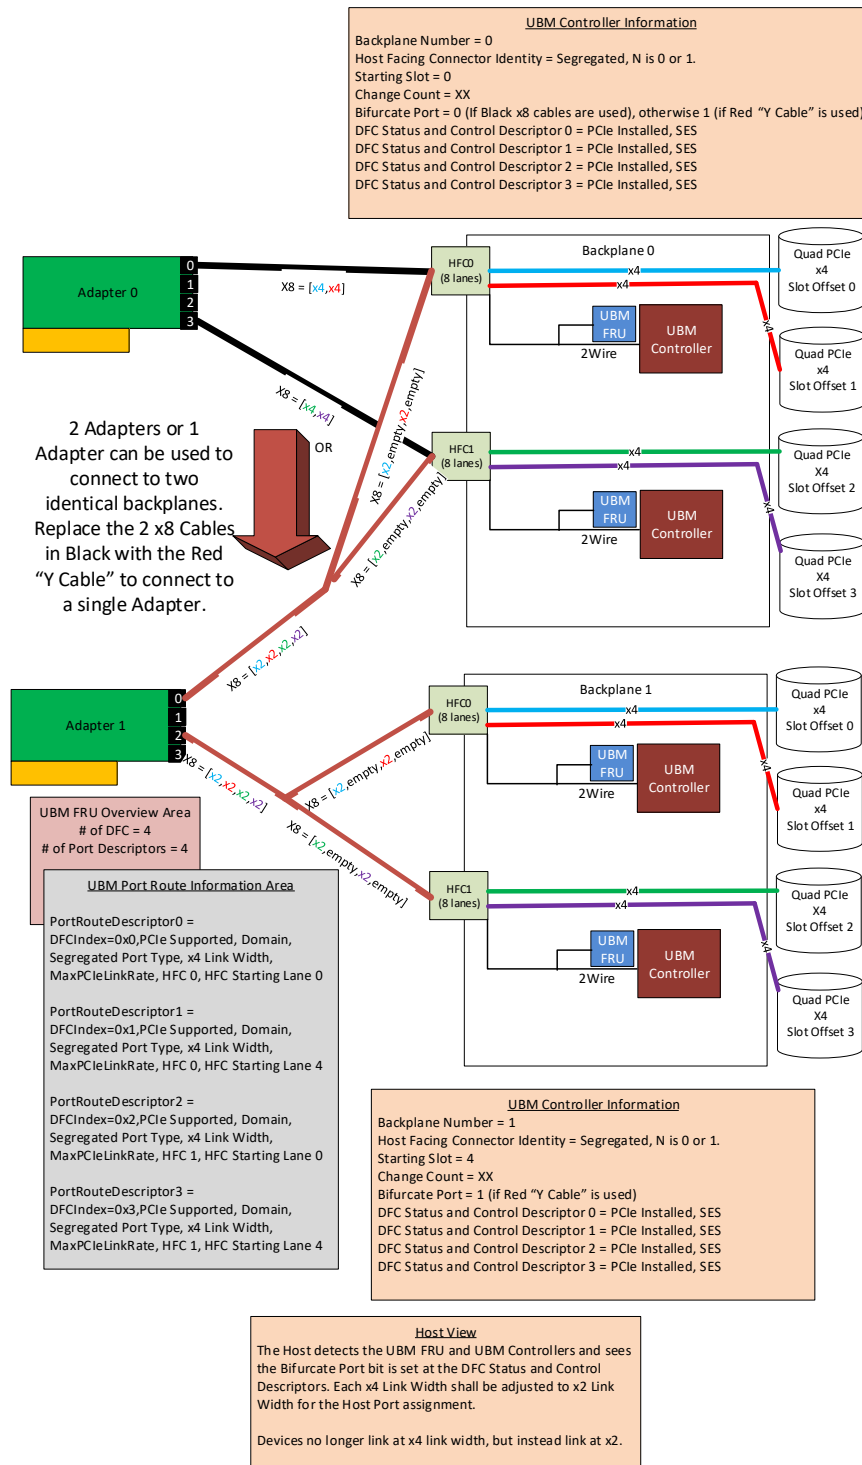 UBM Controller Information
Backplane Number = 0
Host Facing Connector Identity = Segregated, N is 0 or 1.
Starting Slot = 0
Change Count = XX
Bifurcate Port = 0 (If Black x8 cables are used), otherwise 1 (if Red “Y Cable” is used)
DFC Status and Control Descriptor 0 = PCIe Installed, SES
DFC Status and Control Descriptor 1 = PCIe Installed, SES
DFC Status and Control Descriptor 2 = PCIe Installed, SES
DFC Status and Control Descriptor 3 = PCIe Installed, SES
Adapter 0
0
1
2
3
X8 = [x4,x4]
X8 = [x4,x4]
HFC0
(8 lanes)
Backplane 0
x4
x4
x4
UBM
FRU
2Wire
UBM
Controller
Quad PCIe
x4
Slot Offset 0
Quad PCIe
x4
Slot Offset 1
2 Adapters or 1
Adapter can be used to
connect to two
identical backplanes.
Replace the 2 x8 Cables
in Black with the Red
“Y Cable” to connect to
a single Adapter.
OR
X8 = [x2,empty,x2,empty]
X8 = [x2,empty,x2,empty]
HFC1
(8 lanes)
x4
x4
x4
UBM
FRU
2Wire
UBM
Controller
Quad PCIe
X4
Slot Offset 2
Quad PCIe
X4
Slot Offset 3
X8 = [x2,x2,x2,x2]
Adapter 1
0
1
2
3
X8 = [x2,x2,x2,x2]
X8 = [x2,empty,x2,empty]
X8 = [x2,empty,x2,empty]
HFC0
(8 lanes)
Backplane 1
x4
x4
x4
UBM
FRU
2Wire
UBM
Controller
Quad PCIe
x4
Slot Offset 0
Quad PCIe
x4
Slot Offset 1
HFC1
(8 lanes)
x4
x4
x4
UBM
FRU
2Wire
UBM
Controller
Quad PCIe
X4
Slot Offset 2
Quad PCIe
X4
Slot Offset 3
UBM FRU Overview Area
# of DFC = 4
# of Port Descriptors = 4
UBM Port Route Information Area
PortRouteDescriptor0 =
DFCIndex=0x0,PCIe Supported, Domain,
Segregated Port Type, x4 Link Width,
MaxPCIeLinkRate, HFC 0, HFC Starting Lane 0
PortRouteDescriptor1 =
DFCIndex=0x1,PCIe Supported, Domain,
Segregated Port Type, x4 Link Width,
MaxPCIeLinkRate, HFC 0, HFC Starting Lane 4
PortRouteDescriptor2 =
DFCIndex=0x2,PCIe Supported, Domain,
Segregated Port Type, x4 Link Width,
MaxPCIeLinkRate, HFC 1, HFC Starting Lane 0
PortRouteDescriptor3 =
DFCIndex=0x3,PCIe Supported, Domain,
Segregated Port Type, x4 Link Width,
MaxPCIeLinkRate, HFC 1, HFC Starting Lane 4
UBM Controller Information
Backplane Number = 1
Host Facing Connector Identity = Segregated, N is 0 or 1.
Starting Slot = 4
Change Count = XX
Bifurcate Port = 1 (if Red “Y Cable” is used)
DFC Status and Control Descriptor 0 = PCIe Installed, SES
DFC Status and Control Descriptor 1 = PCIe Installed, SES
DFC Status and Control Descriptor 2 = PCIe Installed, SES
DFC Status and Control Descriptor 3 = PCIe Installed, SES
Host View
The Host detects the UBM FRU and UBM Controllers and sees
the Bifurcate Port bit is set at the DFC Status and Control
Descriptors. Each x4 Link Width shall be adjusted to x2 Link
Width for the Host Port assignment.
Devices no longer link at x4 link width, but instead link at x2.